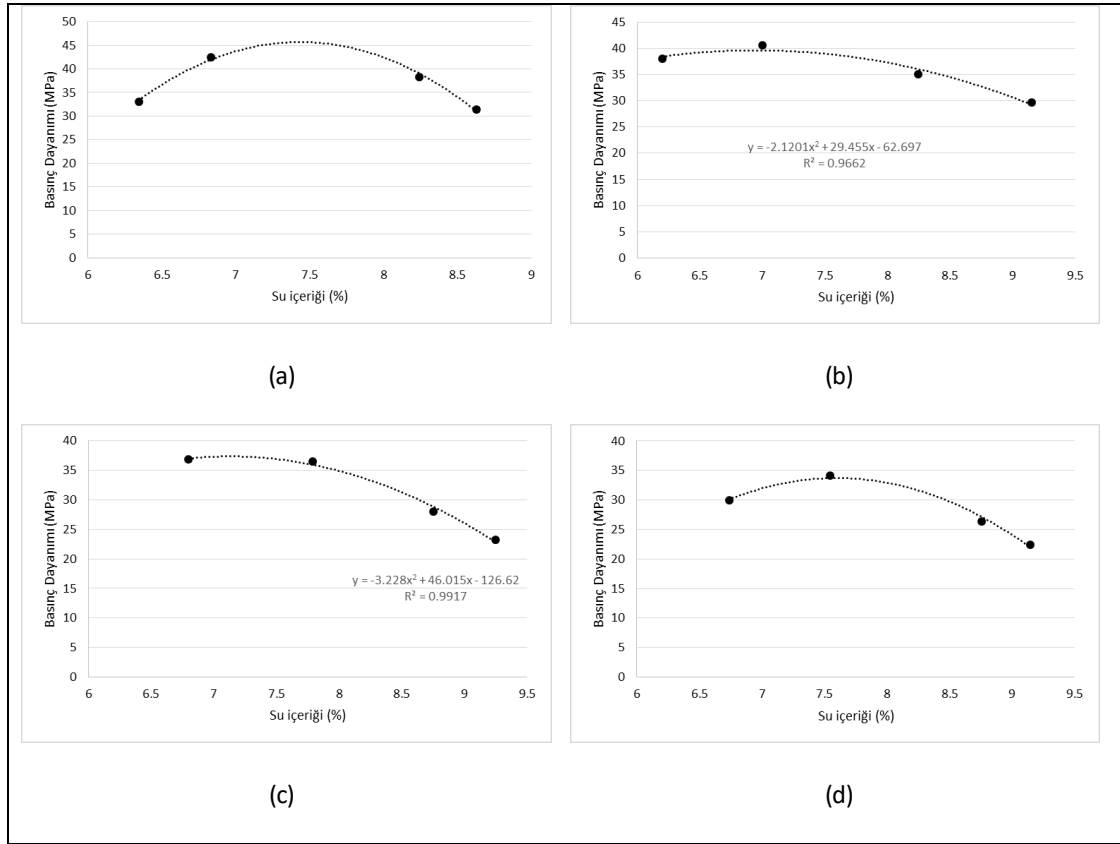 Basınç Dayanımı (MPa)
50
45
40
35
30
25
20
15
10
5
0
6 6.5 7 7.5 8 8.5 9
Su içeriği (%)
(a)
Basınç Dayanımı (MPa)
45
40
35
30
25
20
15
10
5
0
y = -2.1201x² + 29.455x - 62.697
R² = 0.9662
6 6.5 7 7.5 8 8.5 9 9.5
Su içeriği (%)
(b)
Basınç Dayanımı (MPa)
40
35
30
25
20
15
10
5
0
y = -3.228x² + 46.015x - 126.62
R² = 0.9917
6 6.5 7 7.5 8 8.5 9 9.5
Su içeriği (%)
(c)
Basınç Dayanımı (MPa)
40
35
30
25
20
15
10
5
0
6 6.5 7 7.5 8 8.5 9 9.5
Su içeriği (%)
(d)